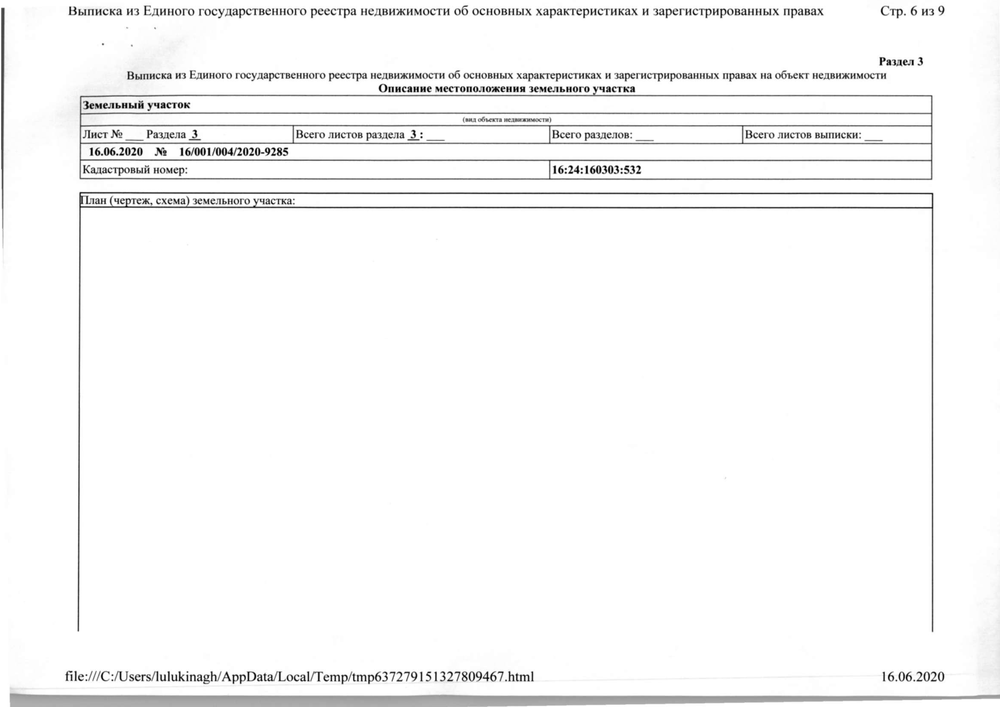 Выписка из Единого государственного реестра недвижимости об основных характеристиках и зарегистрированных правах Стр. 6 из 9
Раздел 3
Выписка из Единого государственного реестра недвижимости об основных характеристиках и зарегистрированных правах на объект недвижимости
Описание местоположения земельного участка
Земельный участок
(вид объекта недвижимости)
Лист № ___ Раздела 3 Всего листов раздела 3 : ___ Всего разделов: ___ Всего листов выписки: ___
16.06.2020 № 16/001/004/2020-9285
Кадастровый номер: 16:24:160303:532
План (чертеж, схема) земельного участка:
file:///C:/Users/lulukinagh/AppData/Local/Temp/tmp637279151327809467.html 16.06.2020